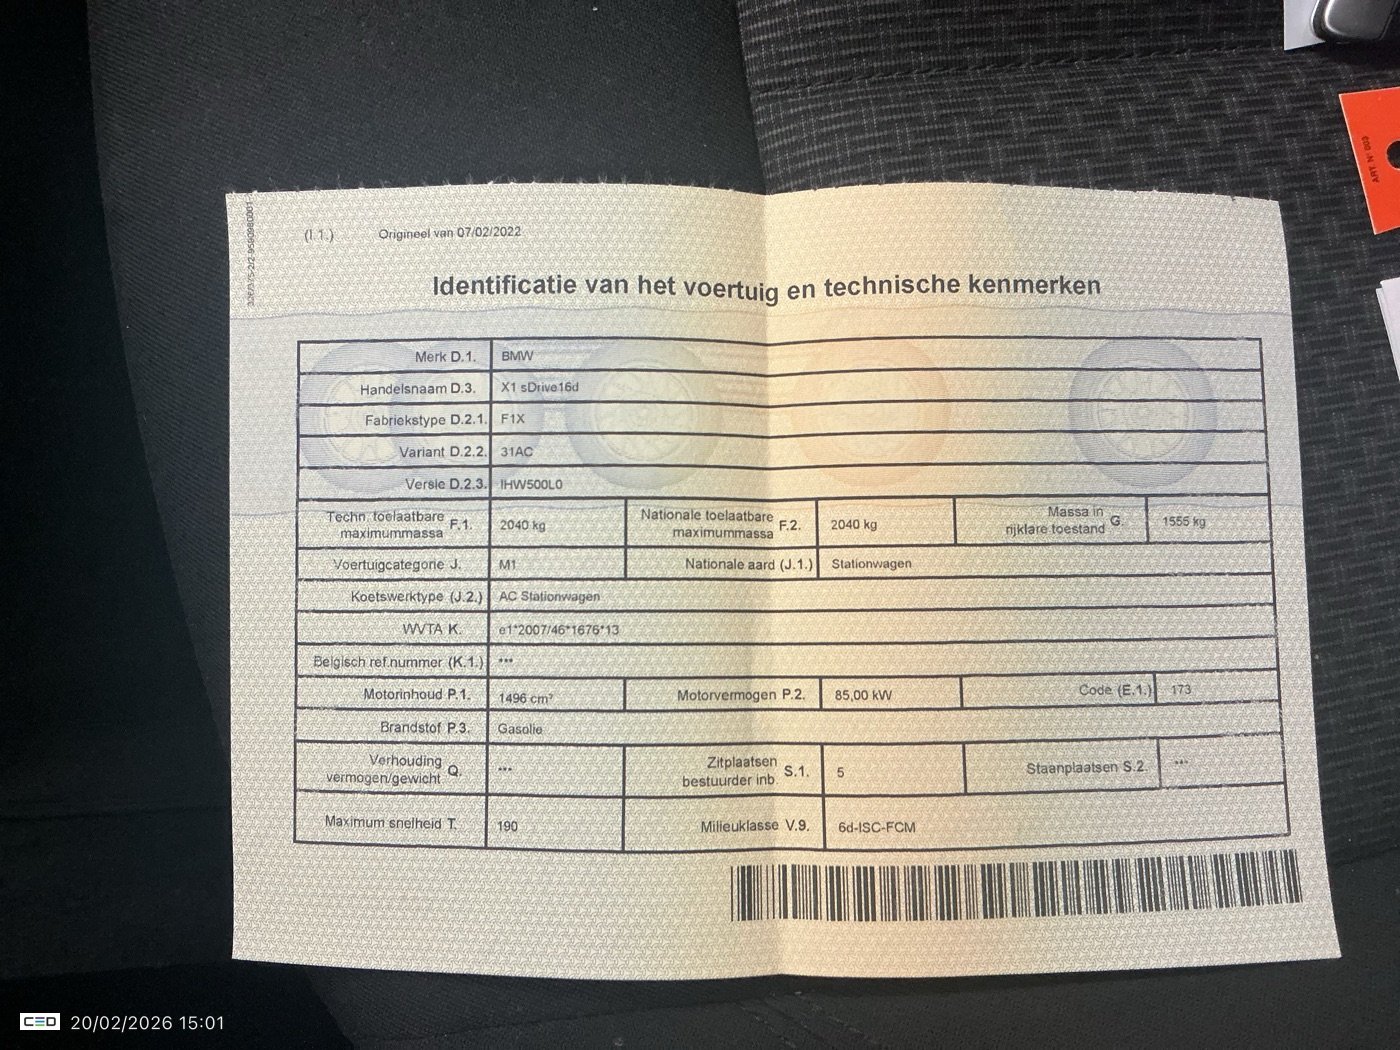 (I.1.) Origineel van 07/02/2022
Identificatie van het voertuig en technische kenmerken
Merk D.1. BMW
Handelsnaam D.3. X1 sDrive16d
Fabriekstype D.2.1. F1X
Variant D.2.2. 31AC
Versie D.2.3. IHW500L0
Techn. toelaatbare maximummassa F.1. 2040 kg Nationale toelaatbare maximummassa F.2. 2040 kg Massa in rijklare toestand G. 1555 kg
Voertuigcategorie J. M1 Nationale aard (J.1.) Stationwagen
Koetswerktype (J.2.) AC Stationwagen
WVTA K. e1*2007/46*1676*13
Belgisch ref.nummer (K.1.) ***
Motorinhoud P.1. 1496 cm³ Motorvermogen P.2. 85,00 kW Code (E.1.) 173
Brandstof P.3. Gasolie
Verhouding vermogen/gewicht Q. *** Zitplaatsen bestuurder inb. S.1. 5 Staanplaatsen S.2. ***
Maximum snelheid T. 190 Milieuklasse V.9. 6d-ISC-FCM
ART N° 003
CED 20/02/2026 15:01